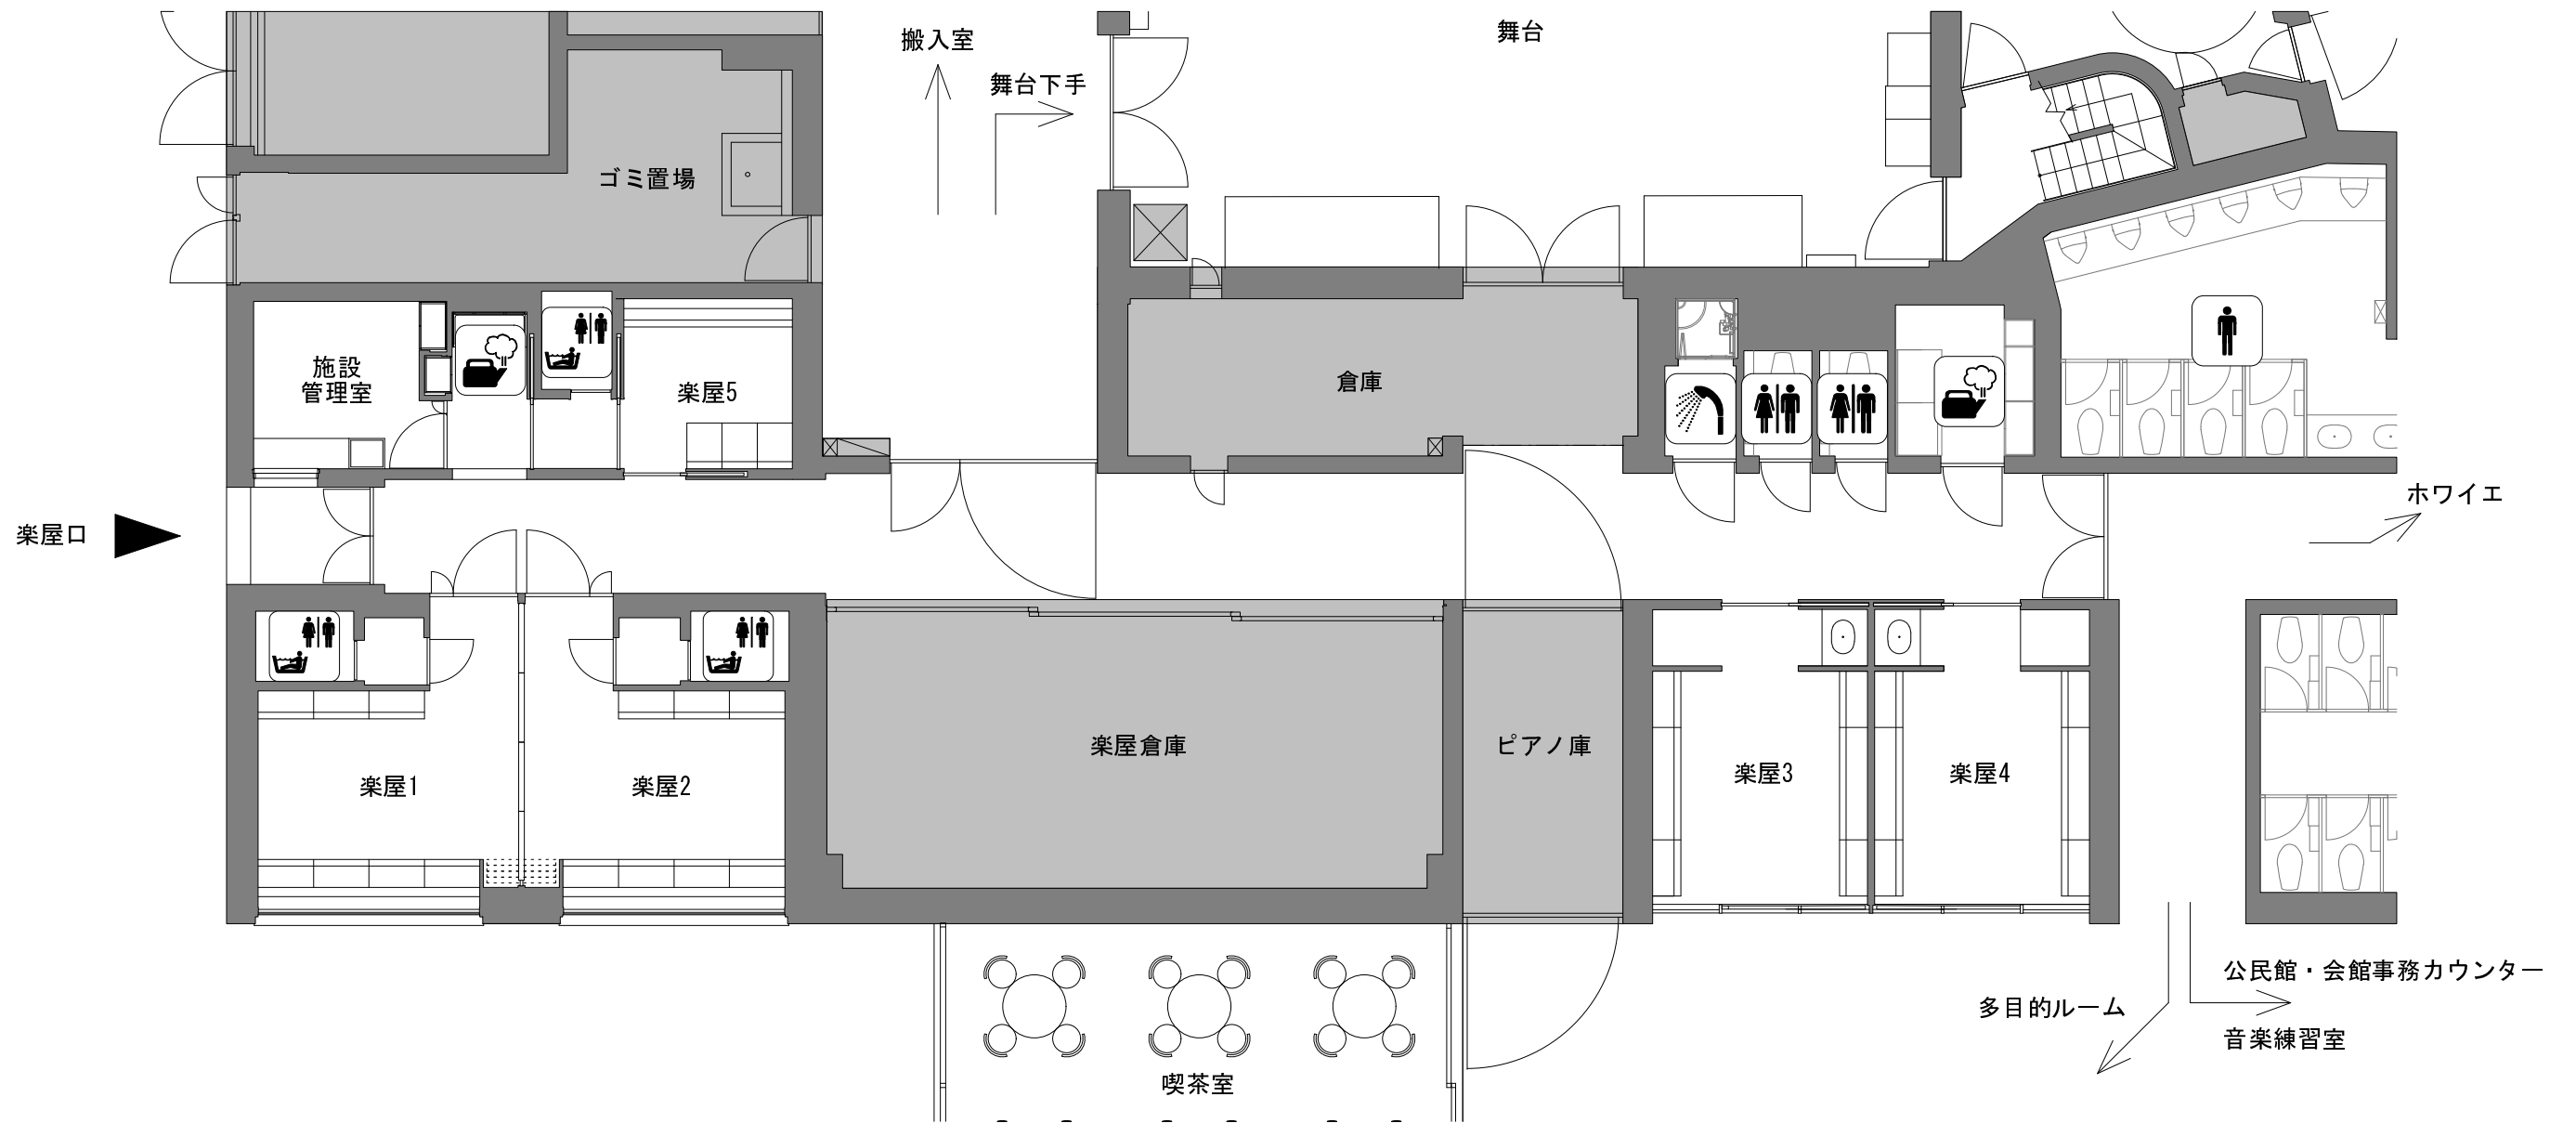 搬入室
舞台下手
舞台
ゴミ置場
施設
管理室
楽屋5
倉庫
ホワイエ
楽屋口
楽屋倉庫
ピアノ庫
楽屋1
楽屋2
楽屋3
楽屋4
公民館・会館事務カウンター
多目的ルーム
音楽練習室
喫茶室